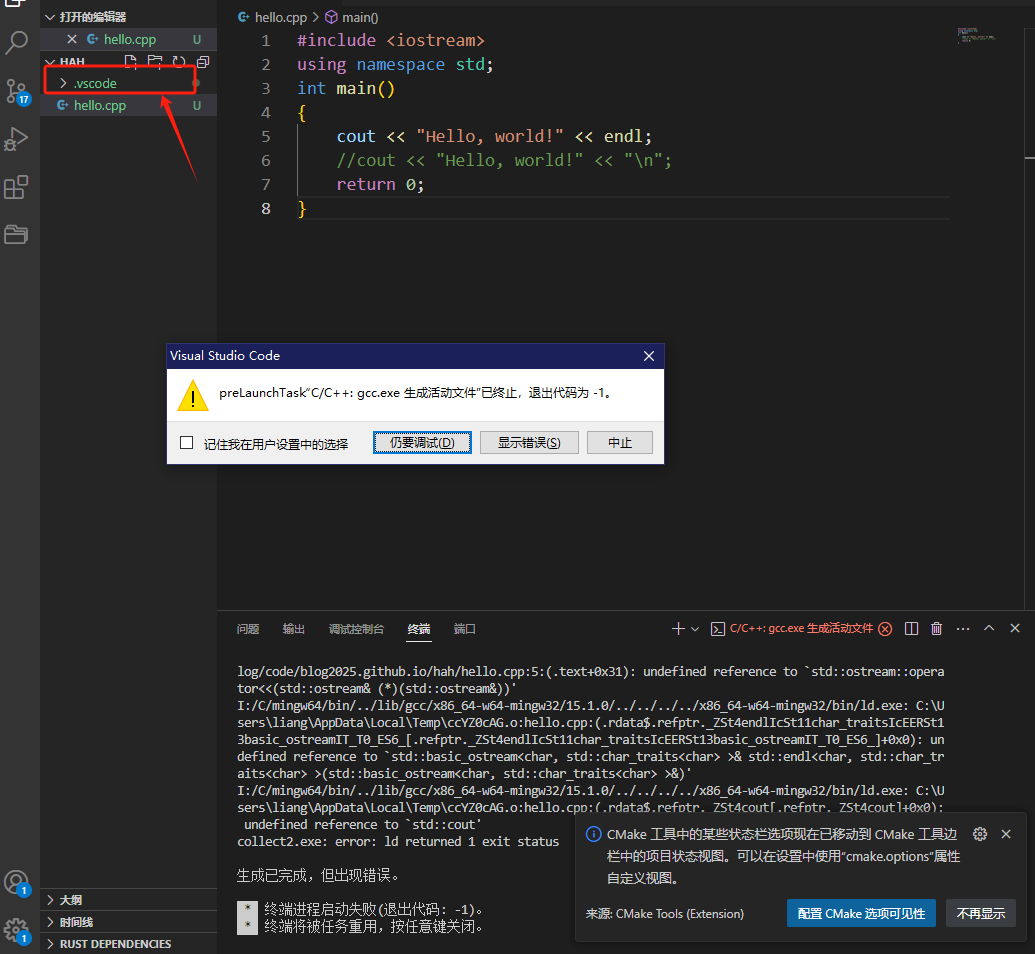 打开的编辑器
hello.cpp U
HAH
.vscode
hello.cpp U
17
1
1
大纲
时间线
RUST DEPENDENCIES
hello.cpp > main()
1 #include <iostream>
2 using namespace std;
3 int main()
4 {
5 cout << "Hello, world!" << endl;
6 //cout << "Hello, world!" << "\n";
7 return 0;
8 }
Visual Studio Code
preLaunchTask“C/C++: gcc.exe 生成活动文件”已终止，退出代码为 -1。
记住我在用户设置中的选择 仍要调试(D) 显示错误(S) 中止
问题 输出 调试控制台 终端 端口 C/C++: gcc.exe 生成活动文件
log/code/blog2025.github.io/hah/hello.cpp:5:(.text+0x31): undefined reference to `std::ostream::opera
tor<<(std::ostream& (*)(std::ostream&))'
I:/C/mingw64/bin/../lib/gcc/x86_64-w64-mingw32/15.1.0/../../../../x86_64-w64-mingw32/bin/ld.exe: C:\U
sers\liang\AppData\Local\Temp\ccYZ0cAG.o:hello.cpp:(.rdata$.refptr._ZSt4endlIcSt11char_traitsIcEERSt1
3basic_ostreamIT_T0_ES6_[.refptr._ZSt4endlIcSt11char_traitsIcEERSt13basic_ostreamIT_T0_ES6_]+0x0): un
defined reference to `std::basic_ostream<char, std::char_traits<char> >& std::endl<char, std::char_tr
aits<char> >(std::basic_ostream<char, std::char_traits<char> >&)'
I:/C/mingw64/bin/../lib/gcc/x86_64-w64-mingw32/15.1.0/../../../../x86_64-w64-mingw32/bin/ld.exe: C:\U
sers\liang\AppData\Local\Temp\ccYZ0cAG.o:hello.cpp:(.rdata$.refptr._ZSt4cout[.refptr._ZSt4cout]+0x0):
undefined reference to `std::cout'
collect2.exe: error: ld returned 1 exit status
生成已完成，但出现错误。
* 终端进程启动失败(退出代码: -1)。
* 终端将被任务重用，按任意键关闭。
CMake 工具中的某些状态栏选项现在已移动到 CMake 工具边
栏中的项目状态视图。可以在设置中使用“cmake.options”属性
自定义视图。
来源: CMake Tools (Extension) 配置 CMake 选项可见性 不再显示